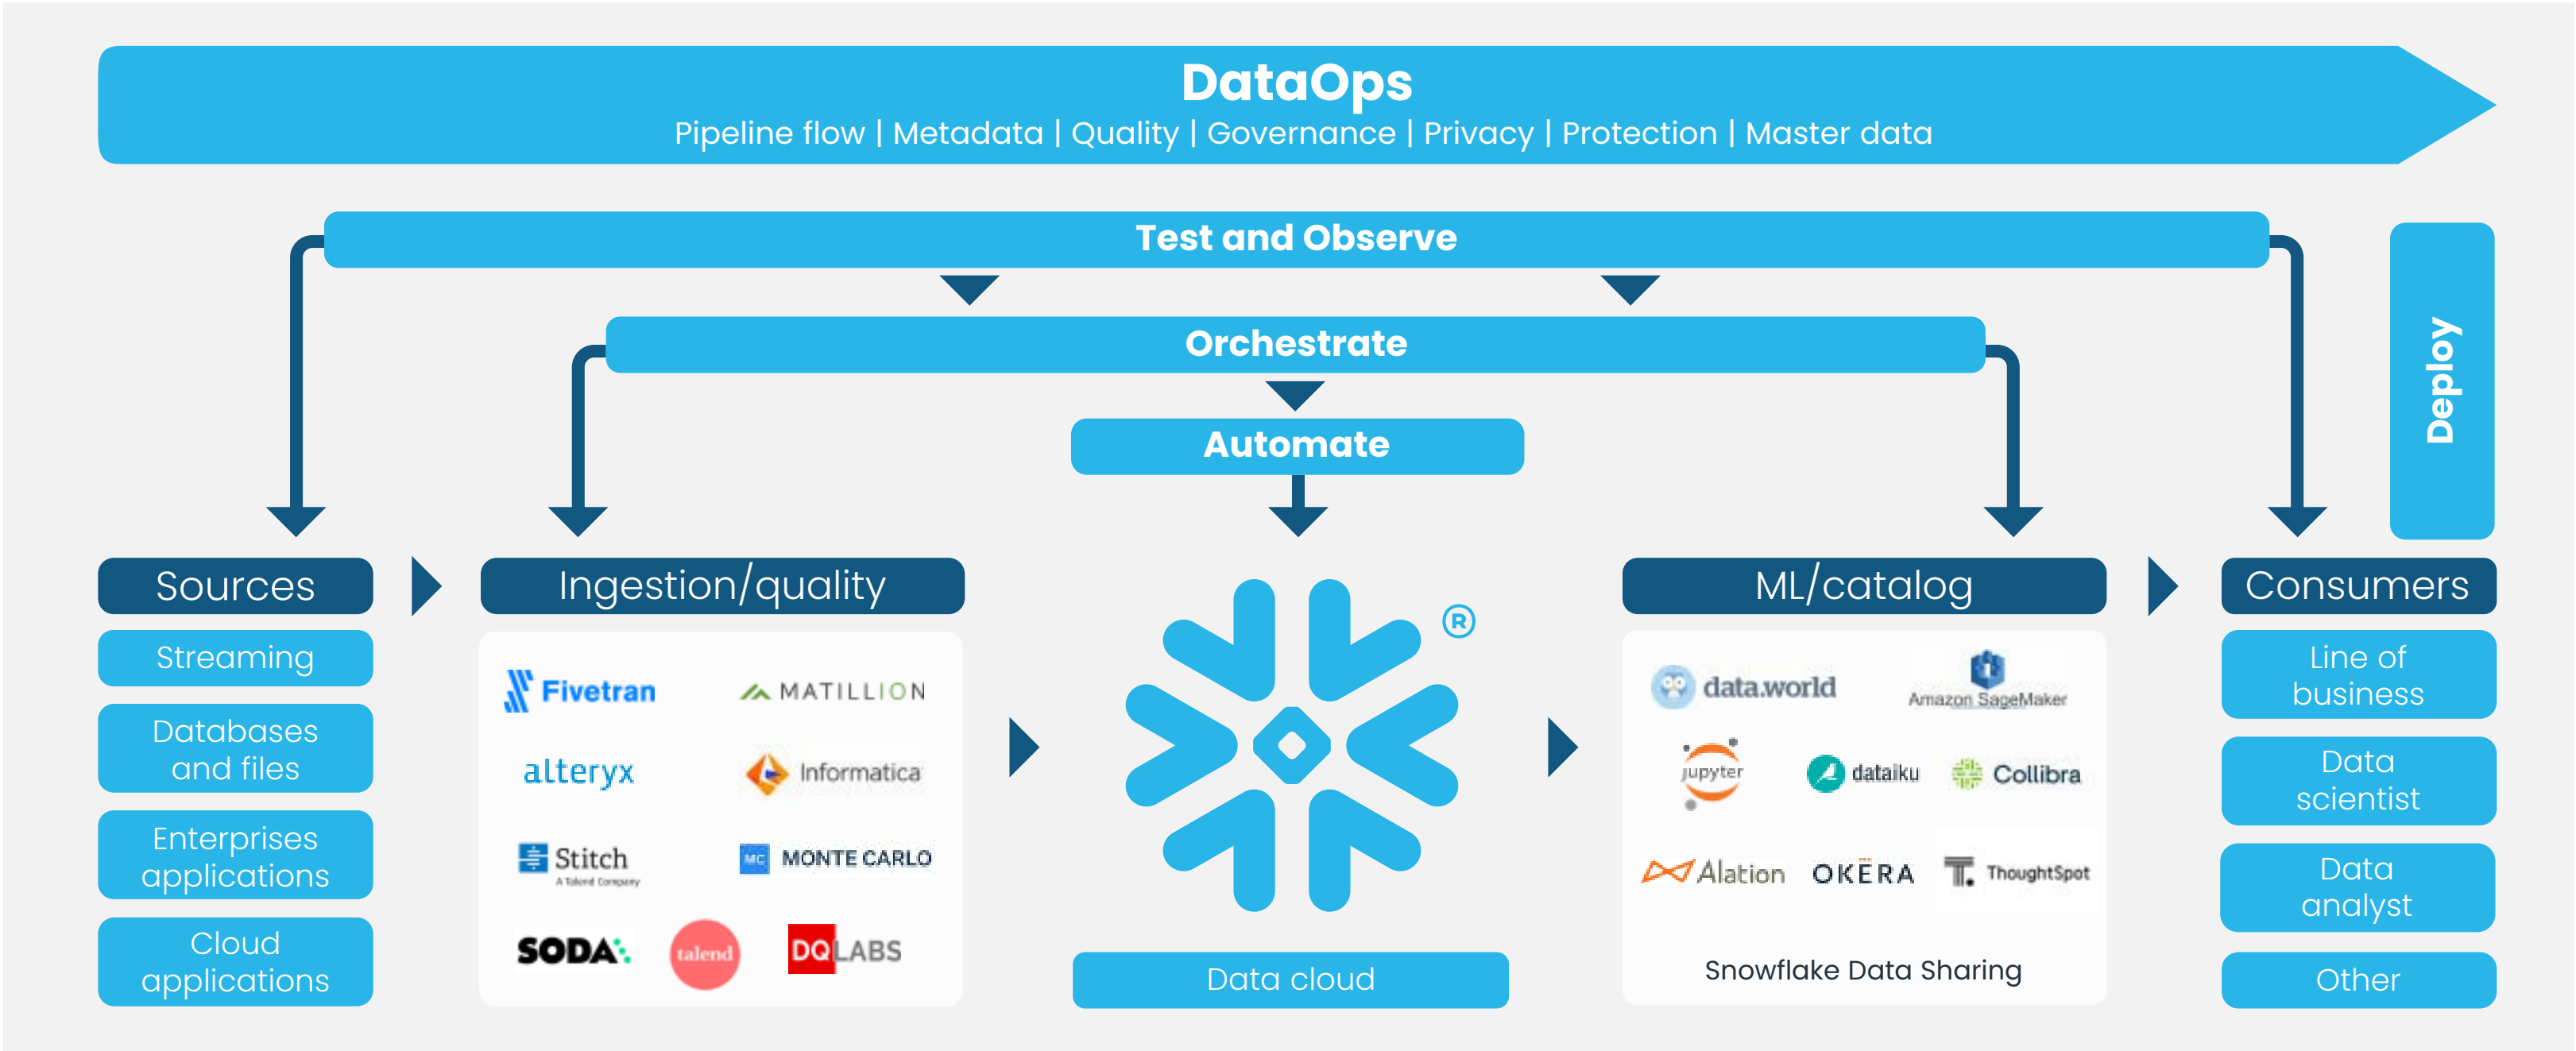 DataOps
Pipeline flow | Metadata | Quality | Governance | Privacy | Protection | Master data
Test and Observe
Orchestrate
Automate
Deploy
Sources
Streaming
Databases
and files
Enterprises
applications
Cloud
applications
Ingestion/quality
Fivetran
MATILLION
alteryx
Informatica
Stitch
A Talend Company
MC MONTE CARLO
SODA
talend
DQLABS
®
Data cloud
ML/catalog
data.world
Amazon SageMaker
jupyter
dataiku
Collibra
Alation
OKERA
T. ThoughtSpot
Snowflake Data Sharing
Consumers
Line of
business
Data
scientist
Data
analyst
Other